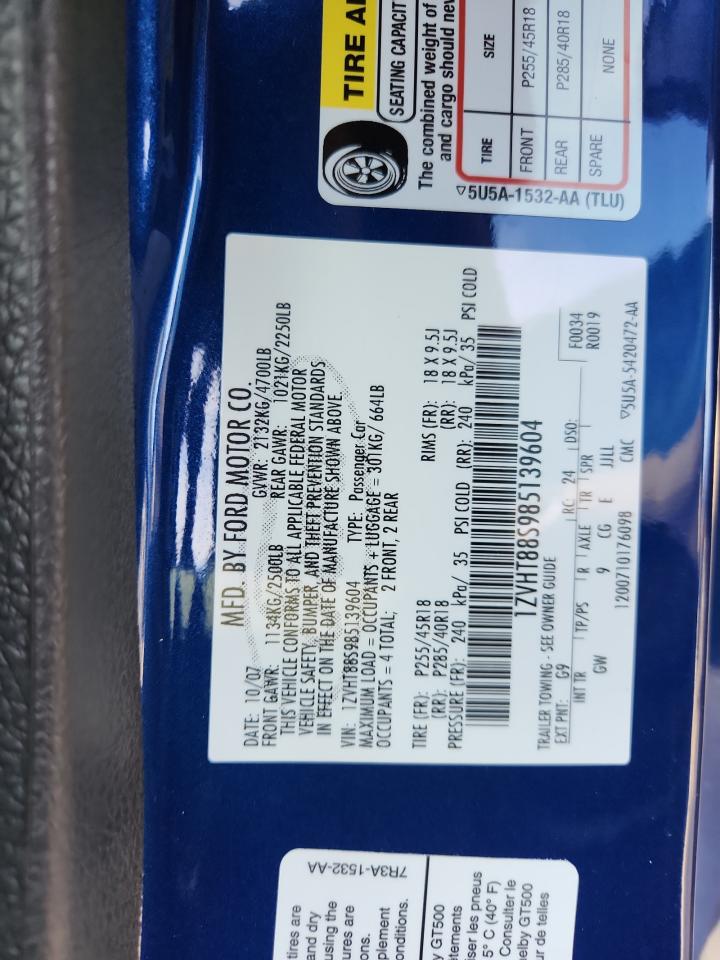 MFD. BY FORD MOTOR CO.
DATE: 10/07 GVWR: 2132KG/4700LB
FRONT GAWR: 1134KG/2500LB REAR GAWR: 1021KG/2250LB
THIS VEHICLE CONFORMS TO ALL APPLICABLE FEDERAL MOTOR
VEHICLE SAFETY, BUMPER, AND THEFT PREVENTION STANDARDS
IN EFFECT ON THE DATE OF MANUFACTURE SHOWN ABOVE
VIN: 1ZVHT88S985139604 TYPE: Passenger Car
MAXIMUM LOAD = OCCUPANTS + LUGGAGE = 301KG/ 664LB
OCCUPANTS = 4 TOTAL; 2 FRONT, 2 REAR
TIRE (FR): P255/45R18 RIMS (FR): 18 X 9.5J
(RR): P285/40R18 (RR): 18 X 9.5J
PRESSURE (FR): 240 kPa/ 35 PSI COLD (RR): 240 kPa/ 35 PSI COLD
1ZVHT88S985139604
TRAILER TOWING - SEE OWNER GUIDE
EXT PNT: G9 RC: 24 DSO: F0034
R0019
INT TR TP/PS R AXLE TR SPR
GW 9 CG E JILL
1200710176098 CMC ▽5U5A-5420472-AA
TIRE A
SEATING CAPACIT
The combined weight of
and cargo should nev
TIRE SIZE
FRONT P255/45R18
REAR P285/40R18
SPARE NONE
▽5U5A-1532-AA (TLU)
7R3A-1532-AA
tires are
and dry
using the
ures are
ons.
plement
onditions.
y GT500
êtements
iser les pneus
5° C (40° F)
Consulter le
helby GT500
ur de telles